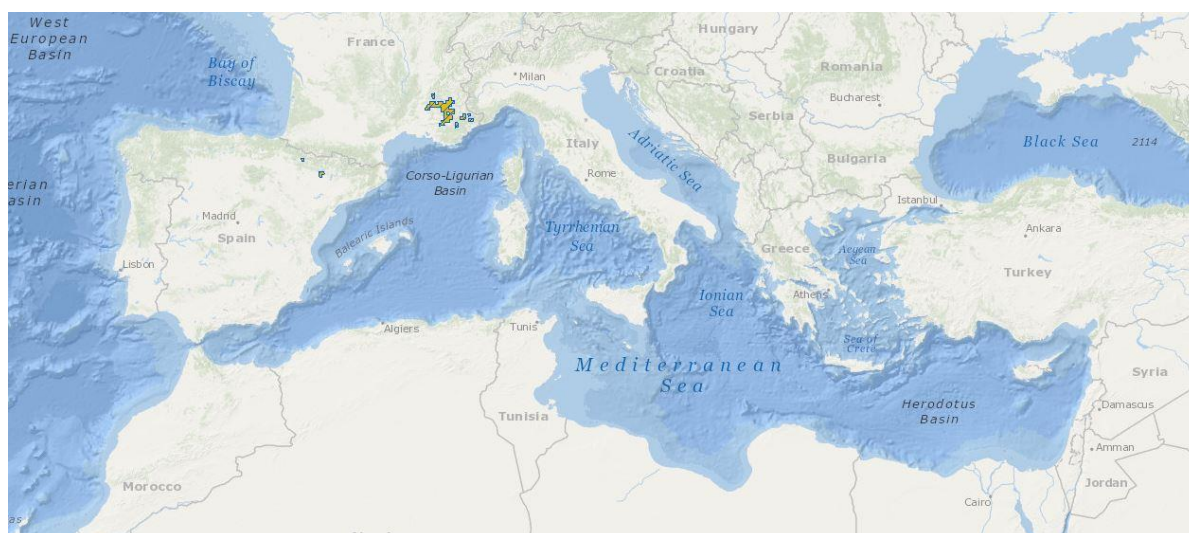 West
European
Basin
France
Hungary
Bay of
Biscay
Milan
Croatia
Romania
Bucharest
Serbia
Italy
Adriatic Sea
Black Sea
2114
Bulgaria
Corso-Ligurian
Basin
Rome
erian
asin
Istanbul
Madrid
Spain
Balearic Islands
Tyrrhenian
Sea
Ankara
Greece
Aegean
Sea
Lisbon
Turkey
Athens
Ionian
Sea
Algiers
Tunis
Sea of
Crete
Mediterranean
Sea
Syria
Tunisia
Herodotus
Basin
Damascus
Amman
Morocco
Jordan
Cairo
as